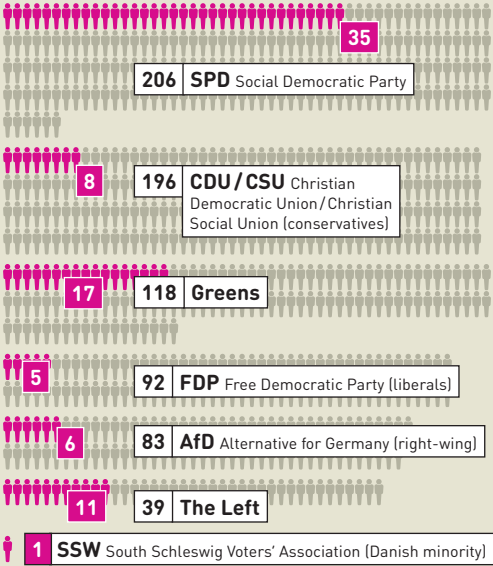 35
206 SPD Social Democratic Party
8
196 CDU/CSU Christian
Democratic Union/Christian
Social Union (conservatives)
17
118 Greens
5
92 FDP Free Democratic Party (liberals)
6
83 AfD Alternative for Germany (right-wing)
11
39 The Left
1 SSW South Schleswig Voters’ Association (Danish minority)